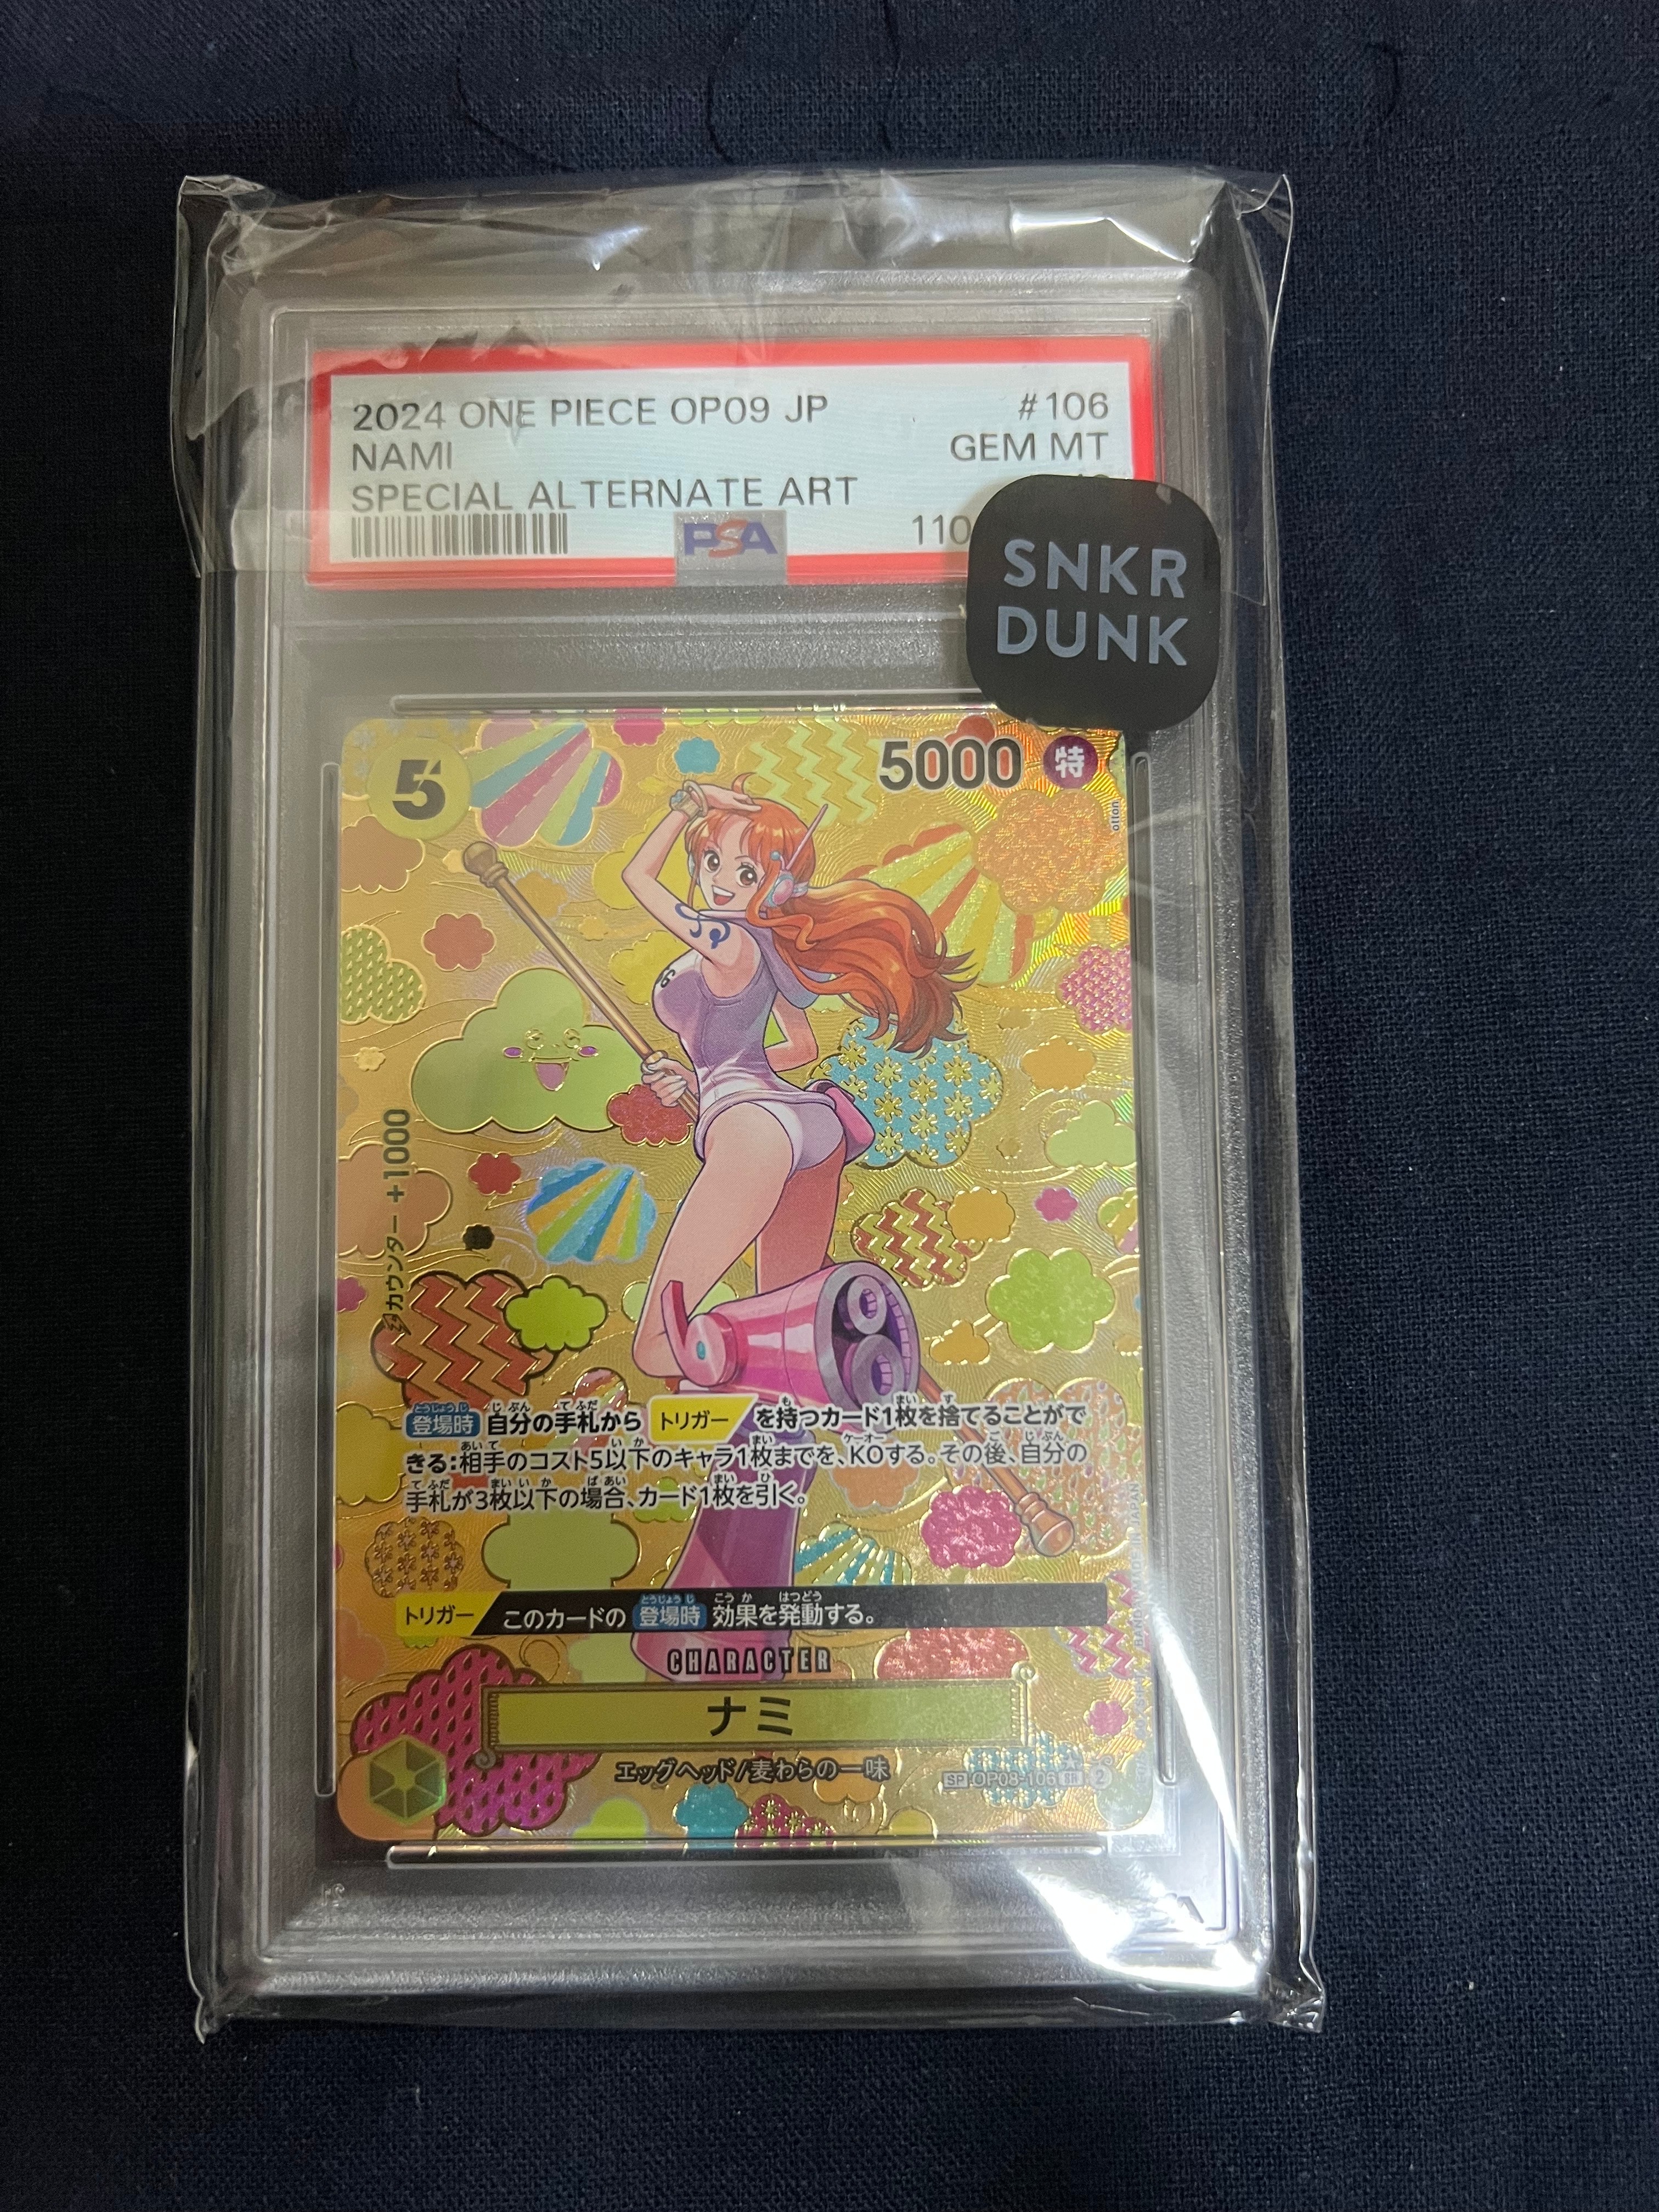 2024 ONE PIECE OP09 JP #106
NAMI GEM MT
SPECIAL ALTERNATE ART
PSA 110
SNKR
DUNK
5 5000 特
otton
カウンター +1000
登場時 自分の手札から トリガー を持つカード1枚を捨てることがで
きる:相手のコスト5以下のキャラ1枚までを、KOする。その後、自分の
手札が3枚以下の場合、カード1枚を引く。
トリガー このカードの 登場時 効果を発動する。
CHARACTER
ナミ
エッグヘッド/麦わらの一味
SP OP08-106 SR 2